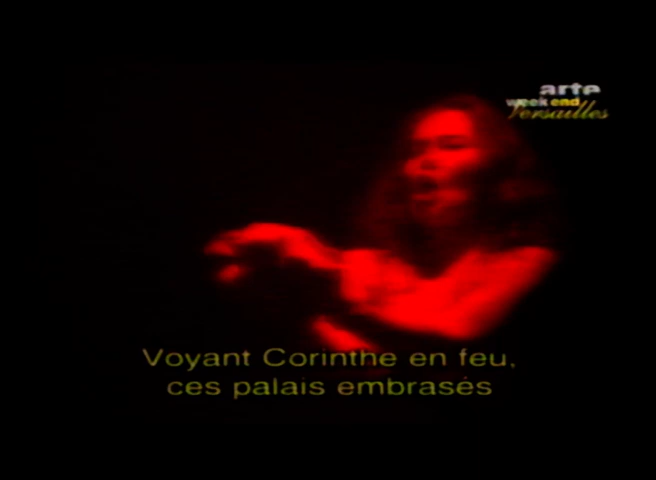 arte
week end
Versailles
Voyant Corinthe en feu,
ces palais embrasés